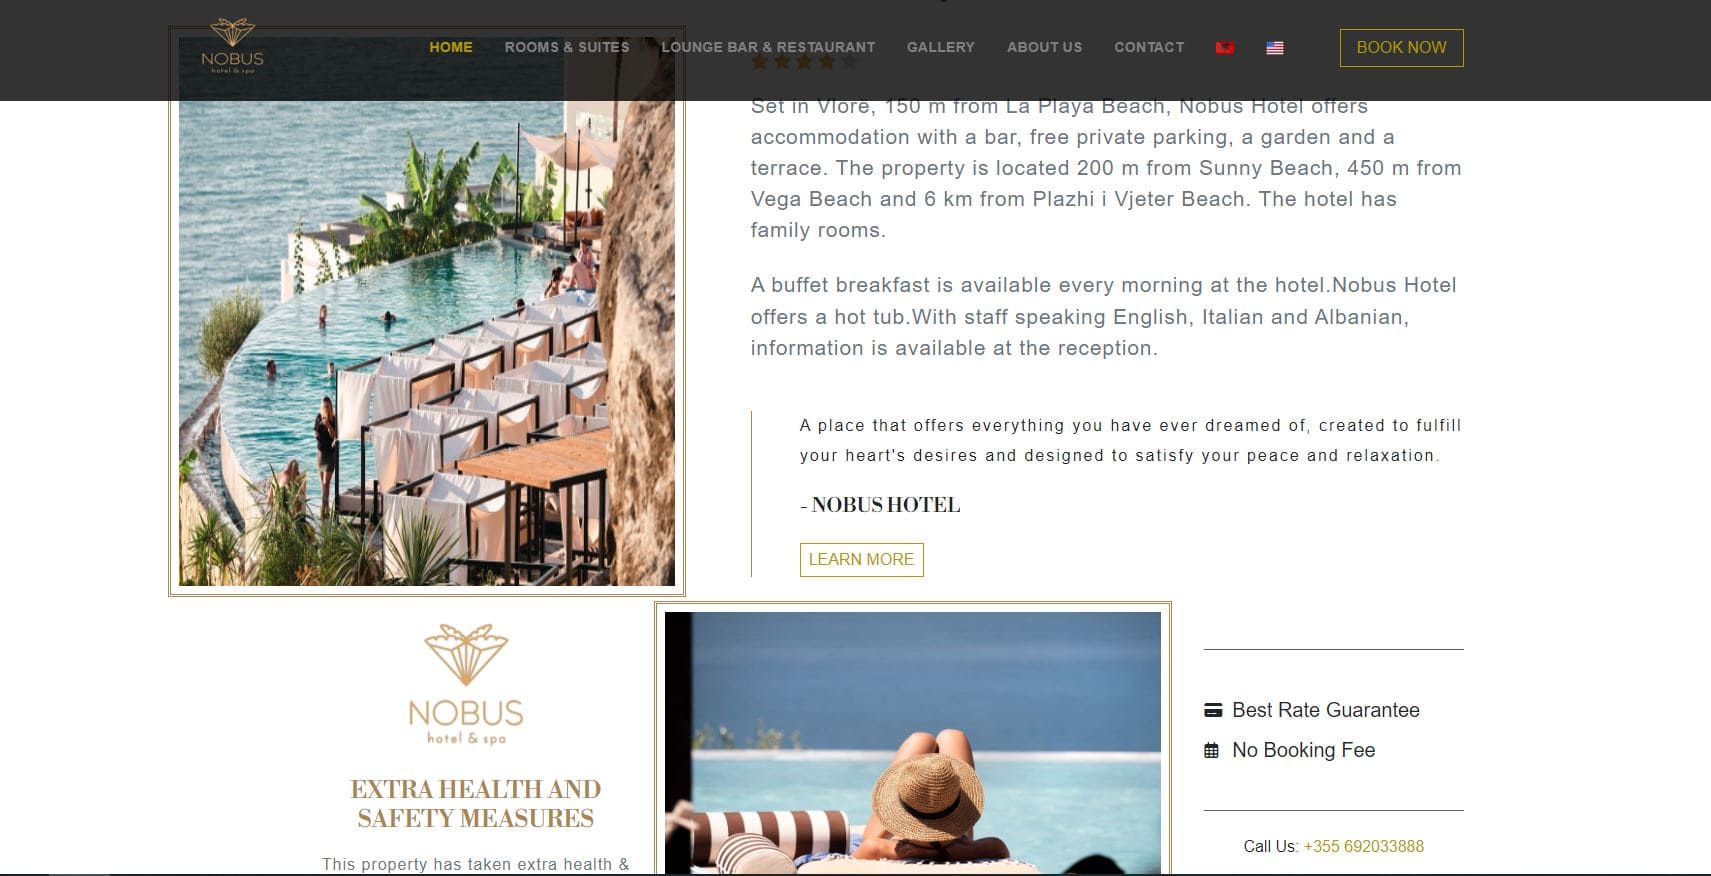 NOBUS
hotel & spa
HOME
ROOMS & SUITES
LOUNGE BAR & RESTAURANT
GALLERY
ABOUT US
CONTACT
BOOK NOW
Set in Vlorë, 150 m from La Playa Beach, Nobus Hotel offers
accommodation with a bar, free private parking, a garden and a
terrace. The property is located 200 m from Sunny Beach, 450 m from
Vega Beach and 6 km from Plazhi i Vjeter Beach. The hotel has
family rooms.
A buffet breakfast is available every morning at the hotel.Nobus Hotel
offers a hot tub.With staff speaking English, Italian and Albanian,
information is available at the reception.
A place that offers everything you have ever dreamed of, created to fulfill
your heart's desires and designed to satisfy your peace and relaxation.
- NOBUS HOTEL
LEARN MORE
NOBUS
hotel & spa
EXTRA HEALTH AND
SAFETY MEASURES
This property has taken extra health &
Best Rate Guarantee
No Booking Fee
Call Us: +355 692033888